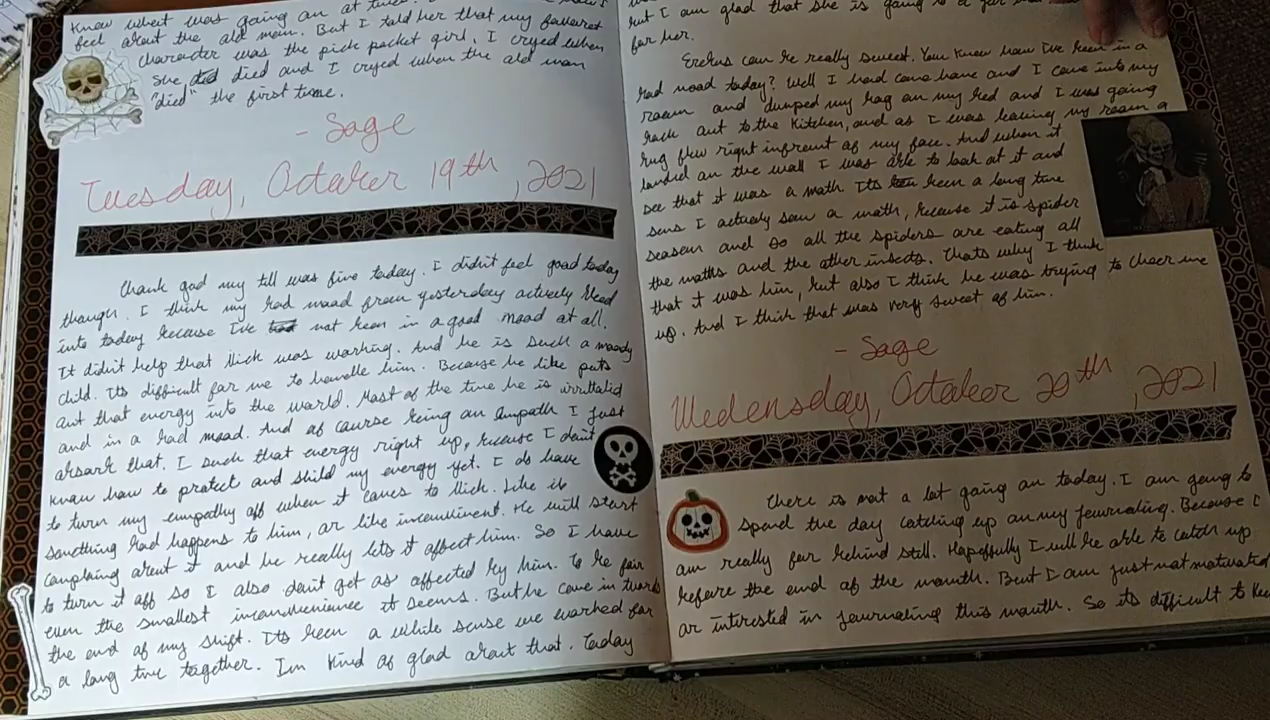 know what was going on at
feel about the old man. But I told her that my favorest
character was the pick packet girl. I cryed when
she did died and I cryed when the old man
"died" the first time.
- Sage
Tuesday, October 19th, 2021
Thank god my till was fine today. I didn't feel good today
though. I think my bad mood from yesterday activly blead
into today because I've not been in a good mood at all.
It didn't help that Nick was working. And he is such a moody
child. Its difficult for me to handle him. Because he like puts
out that energy into the world. Most of the time he is irritatid
and in a bad mood. And of course being an Ampath I just
absorb that. I suck that energy right up, because I don't
know how to protect and shild my energy yet. I do have
to turn my empathy off when it comes to Nick. Like is
something bad happens to him, or like He will start
complaing about it and he really lets it affect him. So I have
to turn it off so I also don't get as affected by him. To be fair
even the smallest inconvenience it seems. But he came in twords
the end of my shift. Its been a while sense we worked for
a long time together. Im kind of glad about that. Today
but I am glad that she is going to a
for her.
Erebus can be really sweet. You know how I've been in a
bad mood today? Well I had came home and I came into my
room and dumped my bag on my bed and I was going
back out to the kitchen, and as I was leaving my room a
bug flew right infront of my face. And when it
landid on the wall I was able to look at it and
see that it was a moth. Its been a long time
sens I actuvly saw a moth, because it is spider
season and so all the spiders are eating all
the moths and the other insects. Thats why I think
that it was him, but also I think he was trying to cheer me
up. And I think that was very sweet of him.
- Sage
Wedensday, October 20th, 2021
There is not a lot going on today. I am going to
spend the day catching up on my journaling. Because I
am really far behind still. Hopefully I will be able to catch up
before the end of the month. But I am just not motivated
or interested in journaling this month. So its difficult to